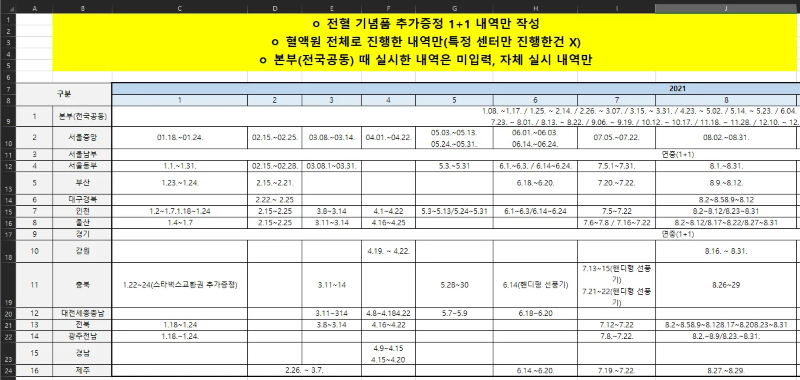 A B C D E F G H I J
1 ㅇ 전혈 기념품 추가증정 1+1 내역만 작성
2
3 ㅇ 혈액원 전체로 진행한 내역만(특정 센터만 진행한건 X)
4
5 ㅇ 본부(전국공동) 때 실시한 내역은 미입력, 자체 실시 내역만
6
7 구분 2021
8 1 2 3 4 5 6 7 8
9 1 본부(전국공동) 1.08. ~1.17. / 1.25. ~ 2.14. / 2.26. ~ 3.07. / 3.15. ~ 3.31. / 4.23. ~ 5.02. / 5.14. ~ 5.23. / 6.04.
7.23. ~ 8.01. / 8.13. ~ 8.22. / 9.06. ~ 9.19. / 10.12. ~ 10.17. / 11.18. ~ 11.28. / 12.10. ~ 12.
10 2 서울중앙 01.18.~01.24. 02.15.~02.25. 03.08.~03.14. 04.01.~04.22 05.03.~05.13. 06.01.~06.03. 07.05.~07.22. 08.02.~08.31.
05.24.~05.31. 06.14.~06.24.
11 3 서울남부 연중(1+1)
12 4 서울동부 1.1.~1.31. 02.15.~02.28. 03.08.1~03.31. 5.3.~5.31 6.1.~6.3. / 6.14~6.24. 7.5.1~7.31. 8.1.~8.31.
13 5 부산 1.23.~1.24. 2.15.~2.21. 6.18.~6.20. 7.20.~7.22. 8.9.~8.12.
14 6 대구경북 2.22.~ 2.25 8.2~8.58.9~8.12
15 7 인천 1.2~1.7.1,18~1.24 2.15~2.25 3.8~3.14 4.1~4.22 5.3~5.13/5.24~5.31 6.1~6.3/6.14~6.24 7.5~7.22 8.2~8.12/8.23~8.31
16 8 울산 1.4~1.7 2.15~2.25 3.11~3.14 4.16~4.25 7.6~7.8 / 7.16~7.22 8.2~8.12/8.17~8.22/8.27~8.31
17 9 경기 연중(1+1)
18 10 강원 4.19. ~ 4.22. 8.16. ~ 8.31.
19 11 충북 1.22~24(스타벅스교환권 추가증정) 3.11~14 5.28~30 6.14(핸디형 선풍기) 7.13~15(핸디형 선풍 8.26~29
기)
7.21~22(핸디형 선풍
기)
20 12 대전세종충남 3.11~314 4.8~4.184.22 5.7~5.9 6.18~6.20
21 13 전북 1.18~1.24 3.8~3.14 4.16~4.22 7.12~7.22 8.2~8.58.9~8.128.17~8.208.23~8.31
22 14 광주전남 1.18.~1.24. 7.8.~7.22. 8.2.~8.9/8.23.~8.31.
23 15 경남 4.9~4.15
4.15~4.20
24 16 제주 2.26. ~ 3.7. 6.14.~6.20. 7.19.~7.22. 8.27.~8.29.